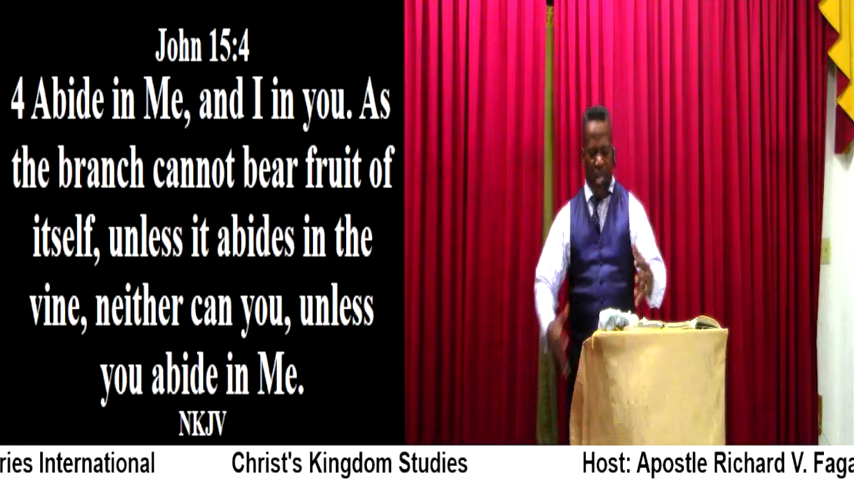 John 15:4
4 Abide in Me, and I in you. As
the branch cannot bear fruit of
itself, unless it abides in the
vine, neither can you, unless
you abide in Me.
NKJV
ries International Christ's Kingdom Studies Host: Apostle Richard V. Faga